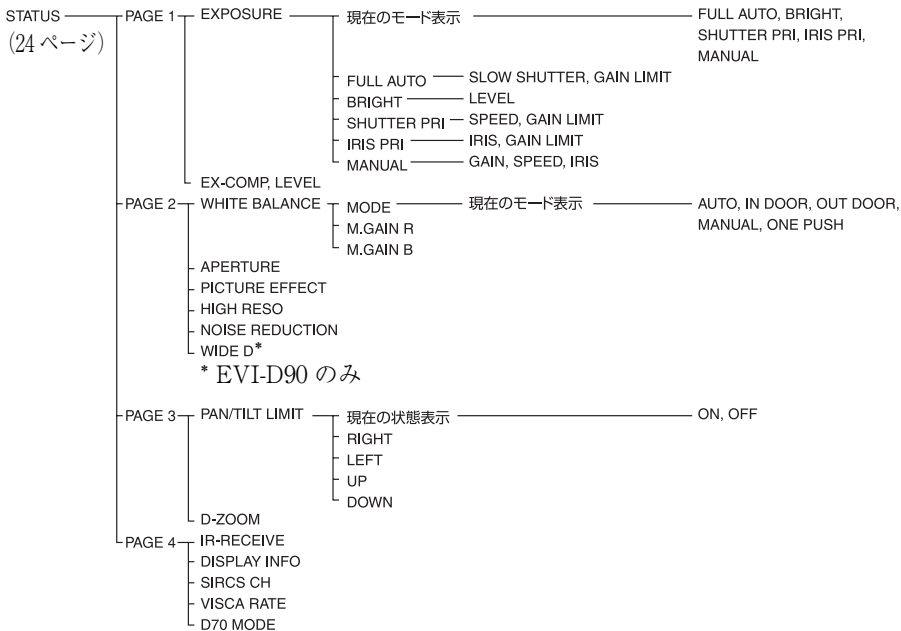 STATUS
(24 ページ)
PAGE 1
EXPOSURE
現在のモード表示
FULL AUTO, BRIGHT,
SHUTTER PRI, IRIS PRI,
MANUAL
FULL AUTO
SLOW SHUTTER, GAIN LIMIT
BRIGHT
LEVEL
SHUTTER PRI
SPEED, GAIN LIMIT
IRIS PRI
IRIS, GAIN LIMIT
MANUAL
GAIN, SPEED, IRIS
EX-COMP, LEVEL
PAGE 2
WHITE BALANCE
MODE
現在のモード表示
AUTO, IN DOOR, OUT DOOR,
MANUAL, ONE PUSH
M.GAIN R
M.GAIN B
APERTURE
PICTURE EFFECT
HIGH RESO
NOISE REDUCTION
WIDE D*
* EVI-D90 のみ
PAGE 3
PAN/TILT LIMIT
現在の状態表示
ON, OFF
RIGHT
LEFT
UP
DOWN
D-ZOOM
PAGE 4
IR-RECEIVE
DISPLAY INFO
SIRCS CH
VISCA RATE
D70 MODE